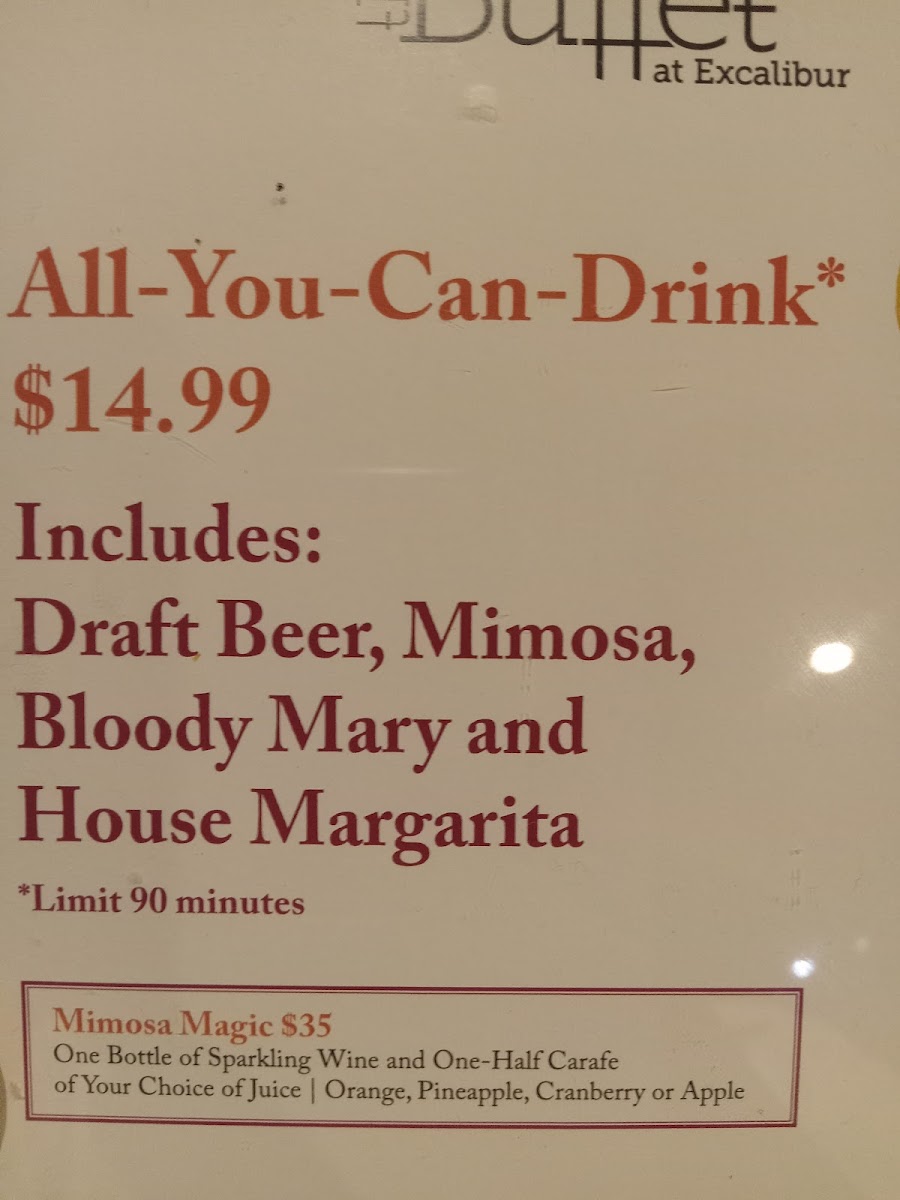 Buffet
at Excalibur
All-You-Can-Drink*
$14.99
Includes:
Draft Beer, Mimosa,
Bloody Mary and
House Margarita
*Limit 90 minutes
Mimosa Magic $35
One Bottle of Sparkling Wine and One-Half Carafe
of Your Choice of Juice | Orange, Pineapple, Cranberry or Apple